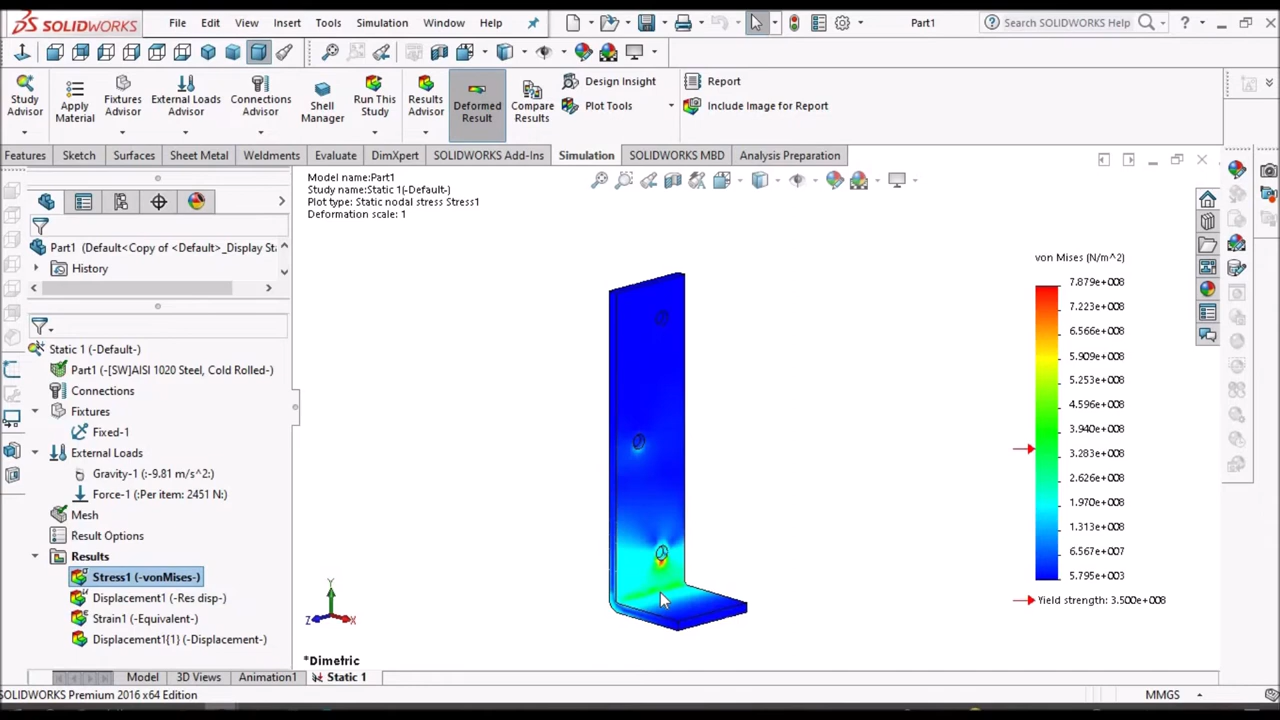 SOLIDWORKS File Edit View Insert Tools Simulation Window Help Part1 Search SOLIDWORKS Help ?
Study Advisor
Apply Material
Fixtures Advisor
External Loads Advisor
Connections Advisor
Shell Manager
Run This Study
Results Advisor
Deformed Result
Compare Results
Design Insight
Plot Tools
Report
Include Image for Report
Features Sketch Surfaces Sheet Metal Weldments Evaluate DimXpert SOLIDWORKS Add-Ins Simulation SOLIDWORKS MBD Analysis Preparation
Model name:Part1
Study name:Static 1(-Default-)
Plot type: Static nodal stress Stress1
Deformation scale: 1
Part1 (Default<Copy of <Default>_Display Sta
History
Static 1 (-Default-)
Part1 (-[SW]AISI 1020 Steel, Cold Rolled-)
Connections
Fixtures
Fixed-1
External Loads
Gravity-1 (:-9.81 m/s^2:)
Force-1 (:Per item: 2451 N:)
Mesh
Result Options
Results
Stress1 (-vonMises-)
Displacement1 (-Res disp-)
Strain1 (-Equivalent-)
Displacement1{1} (-Displacement-)
von Mises (N/m^2)
7.879e+008
7.223e+008
6.566e+008
5.909e+008
5.253e+008
4.596e+008
3.940e+008
3.283e+008
2.626e+008
1.970e+008
1.313e+008
6.567e+007
5.795e+003
Yield strength: 3.500e+008
Y
Z X
*Dimetric
Model 3D Views Animation1 Static 1
SOLIDWORKS Premium 2016 x64 Edition MMGS